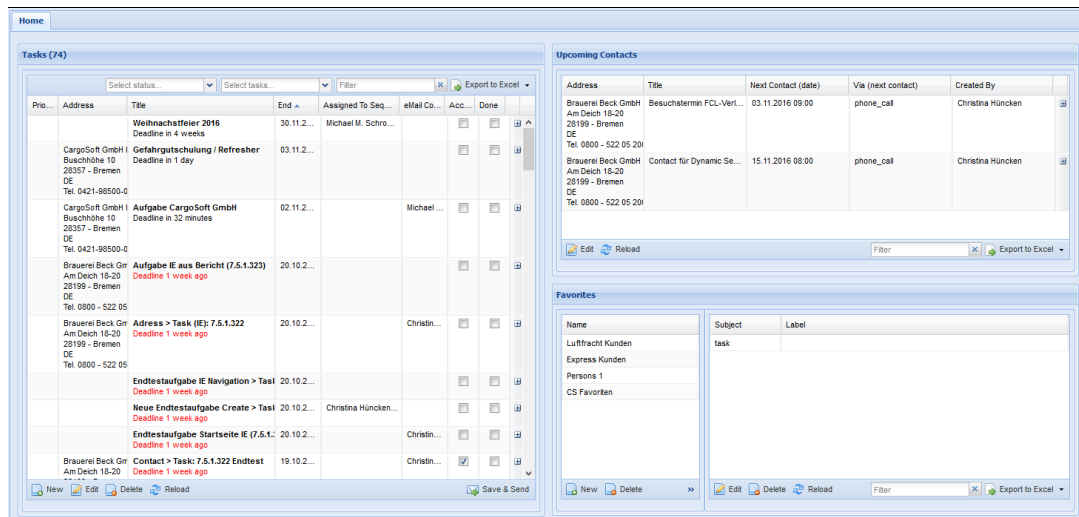 Home
Tasks (74)
Select status... Select tasks... Filter Export to Excel
Prio... Address Title End Assigned To Seq... eMail Co... Acc... Done
Weihnachstfeier 2016 30.11.2... Michael M. Schro...
Deadline in 4 weeks
CargoSoft GmbH Gefahrgutschulung / Refresher 03.11.2...
Buschhöhe 10 Deadline in 1 day
28357 - Bremen
DE
Tel. 0421-98500-0
CargoSoft GmbH Aufgabe CargoSoft GmbH 02.11.2... Michael ...
Buschhöhe 10 Deadline in 32 minutes
28357 - Bremen
DE
Tel. 0421-98500-0
Brauerei Beck Gm Aufgabe IE aus Bericht (7.5.1.323) 20.10.2...
Am Deich 18-20 Deadline 1 week ago
28199 - Bremen
DE
Tel. 0800 - 522 05
Brauerei Beck Gm Adress > Task (IE): 7.5.1.322 20.10.2... Christin...
Am Deich 18-20 Deadline 1 week ago
28199 - Bremen
DE
Tel. 0800 - 522 05
Endtestaufgabe IE Navigation > Task 20.10.2...
Deadline 1 week ago
Neue Endtestaufgabe Create > Task 20.10.2... Christina Hüncken...
Deadline 1 week ago
Endtestaufgabe Startseite IE (7.5.1.: 20.10.2... Christin...
Deadline 1 week ago
Brauerei Beck Gm Contact > Task: 7.5.1.322 Endtest 19.10.2... Christin...
Am Deich 18-20 Deadline 1 week ago
New Edit Delete Reload Save & Send
Upcoming Contacts
Address Title Next Contact (date) Via (next contact) Created By
Brauerei Beck GmbH Besuchstermin FCL-Verl... 03.11.2016 09:00 phone_call Christina Hüncken
Am Deich 18-20
28199 - Bremen
DE
Tel. 0800 - 522 05 200
Brauerei Beck GmbH Contact für Dynamic Se... 15.11.2016 08:00 phone_call Christina Hüncken
Am Deich 18-20
28199 - Bremen
DE
Tel. 0800 - 522 05 200
Edit Reload Filter Export to Excel
Favorites
Name
Luftfracht Kunden
Express Kunden
Persons 1
CS Favoriten
New Delete »
Subject Label
task
Edit Delete Reload Filter Export to Excel